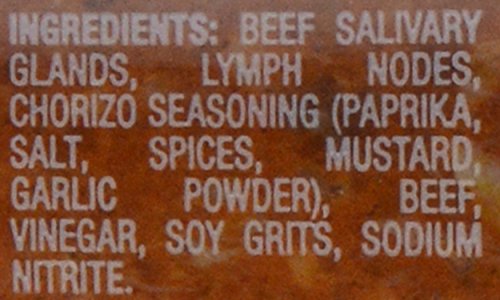 INGREDIENTS: BEEF SALIVARY
GLANDS, LYMPH NODES,
CHORIZO SEASONING (PAPRIKA,
SALT, SPICES, MUSTARD,
GARLIC POWDER), BEEF,
VINEGAR, SOY GRITS, SODIUM
NITRITE.